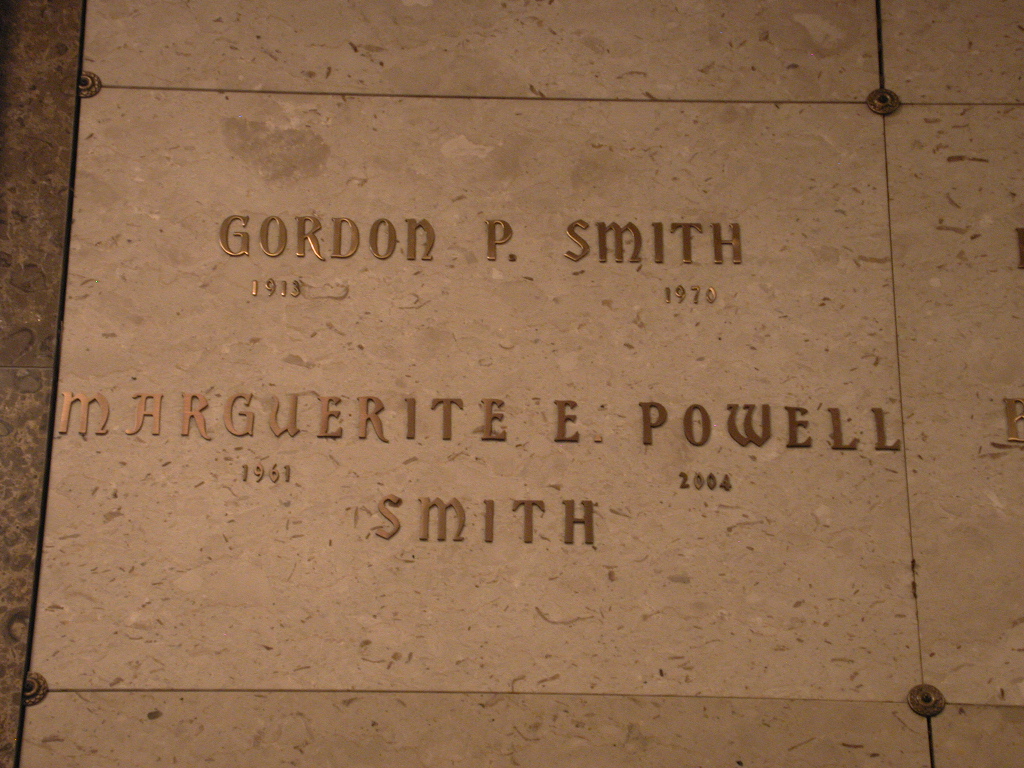 GORDON P. SMITH
1913 1970
MARGUERITE E. POWELL
1961 2004
SMITH